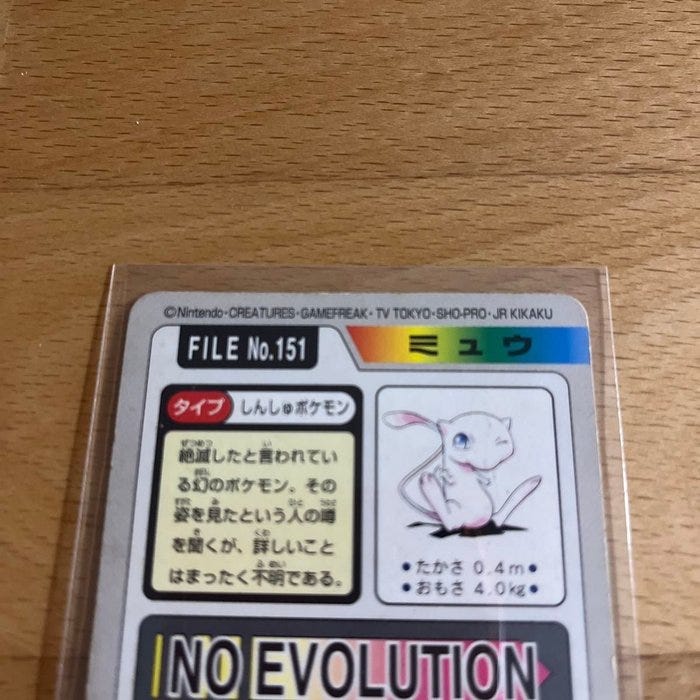 ©Nintendo・CREATURES・GAMEFREAK・TV TOKYO・SHO-PRO・JR KIKAKU
FILE No.151
ミュウ
タイプ しんしゅポケモン
絶滅したと言われてい
る幻のポケモン。その
姿を見たという人の噂
を聞くが、詳しいこと
はまったく不明である。
・たかさ 0.4m・
・おもさ 4.0kg・
NO EVOLUTION